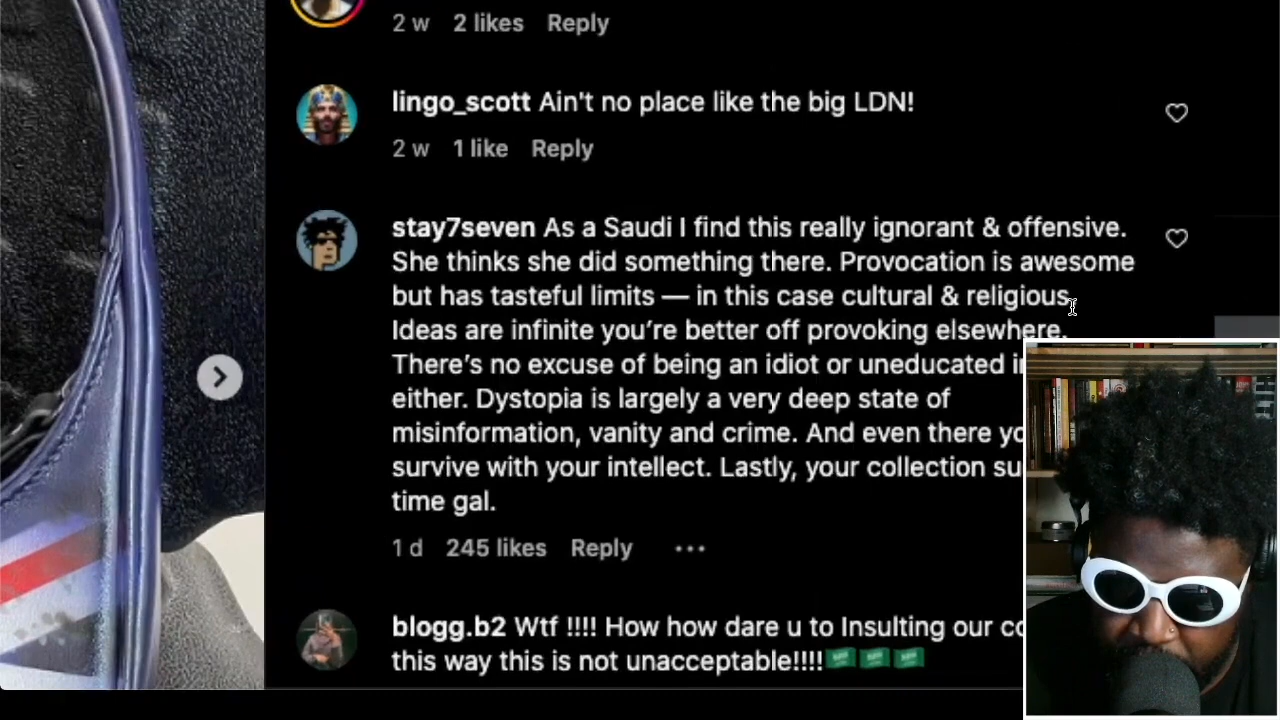 2 w 2 likes Reply
lingo_scott Ain't no place like the big LDN!
2 w 1 like Reply
stay7seven As a Saudi I find this really ignorant & offensive.
She thinks she did something there. Provocation is awesome
but has tasteful limits — in this case cultural & religious.
Ideas are infinite you’re better off provoking elsewhere.
There’s no excuse of being an idiot or uneducated
either. Dystopia is largely a very deep state of
misinformation, vanity and crime. And even there
survive with your intellect. Lastly, your collection
time gal.
1 d 245 likes Reply
blogg.b2 Wtf !!!! How how dare u to Insulting our
this way this is not unacceptable!!!!